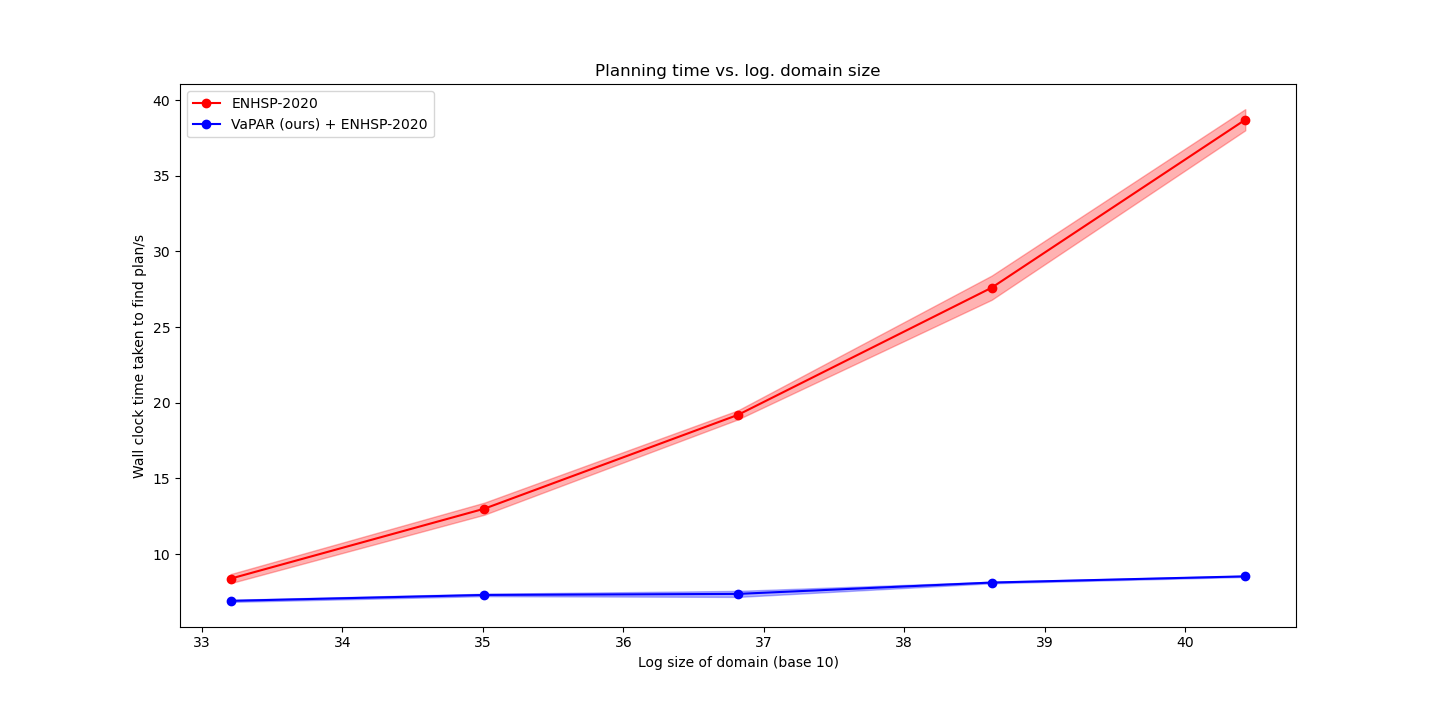 Planning time vs. log. domain size
ENHSP-2020
VaPAR (ours) + ENHSP-2020
40
35
30
25
20
15
10
Wall clock time taken to find plan/s
33 34 35 36 37 38 39 40
Log size of domain (base 10)